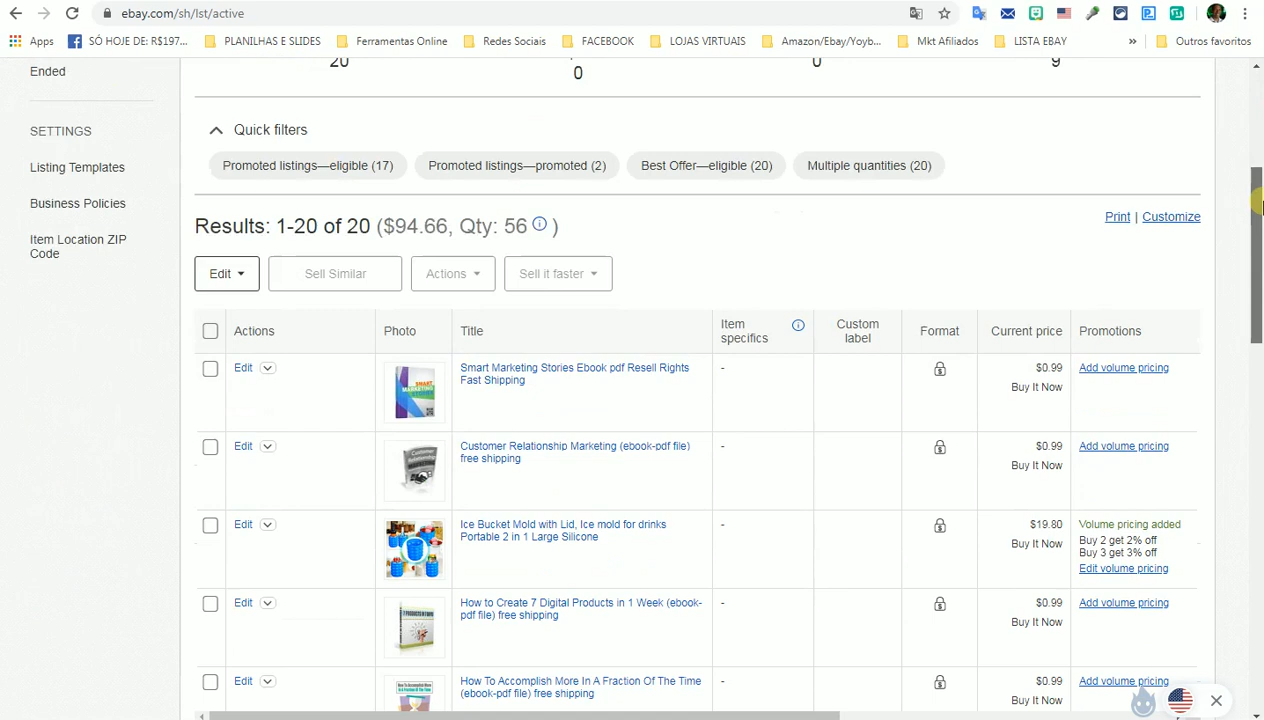 ebay.com/sh/lst/active
Apps
SÓ HOJE DE: R$197...
PLANILHAS E SLIDES
Ferramentas Online
Redes Sociais
FACEBOOK
LOJAS VIRTUAIS
Amazon/Ebay/Yoyb...
Mkt Afiliados
LISTA EBAY
»
Outros favoritos
Ended
SETTINGS
Listing Templates
Business Policies
Item Location ZIP
Code
20
0
0
9
Quick filters
Promoted listings—eligible (17)
Promoted listings—promoted (2)
Best Offer—eligible (20)
Multiple quantities (20)
Results: 1-20 of 20 ($94.66, Qty: 56 )
Print | Customize
Edit
Sell Similar
Actions
Sell it faster
Actions
Photo
Title
Item
specifics
Custom
label
Format
Current price
Promotions
Edit
Smart Marketing Stories Ebook pdf Resell Rights
Fast Shipping
-
$0.99
Buy It Now
Add volume pricing
Edit
Customer Relationship Marketing (ebook-pdf file)
free shipping
-
$0.99
Buy It Now
Add volume pricing
Edit
Ice Bucket Mold with Lid, Ice mold for drinks
Portable 2 in 1 Large Silicone
-
$19.80
Buy It Now
Volume pricing added
Buy 2 get 2% off
Buy 3 get 3% off
Edit volume pricing
Edit
How to Create 7 Digital Products in 1 Week (ebook-
pdf file) free shipping
-
$0.99
Buy It Now
Add volume pricing
Edit
How To Accomplish More In A Fraction Of The Time
(ebook-pdf file) free shipping
-
$0.99
Buy It Now
Add volume pricing